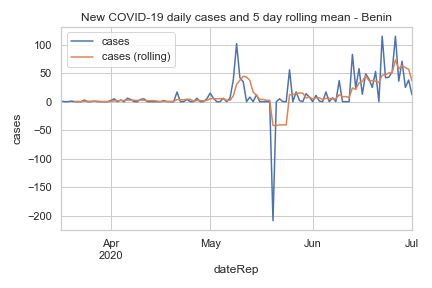 New COVID-19 daily cases and 5 day rolling mean - Benin
cases
cases (rolling)
100
50
0
−50
−100
−150
−200
cases
Apr
2020
May
Jun
Jul
dateRep